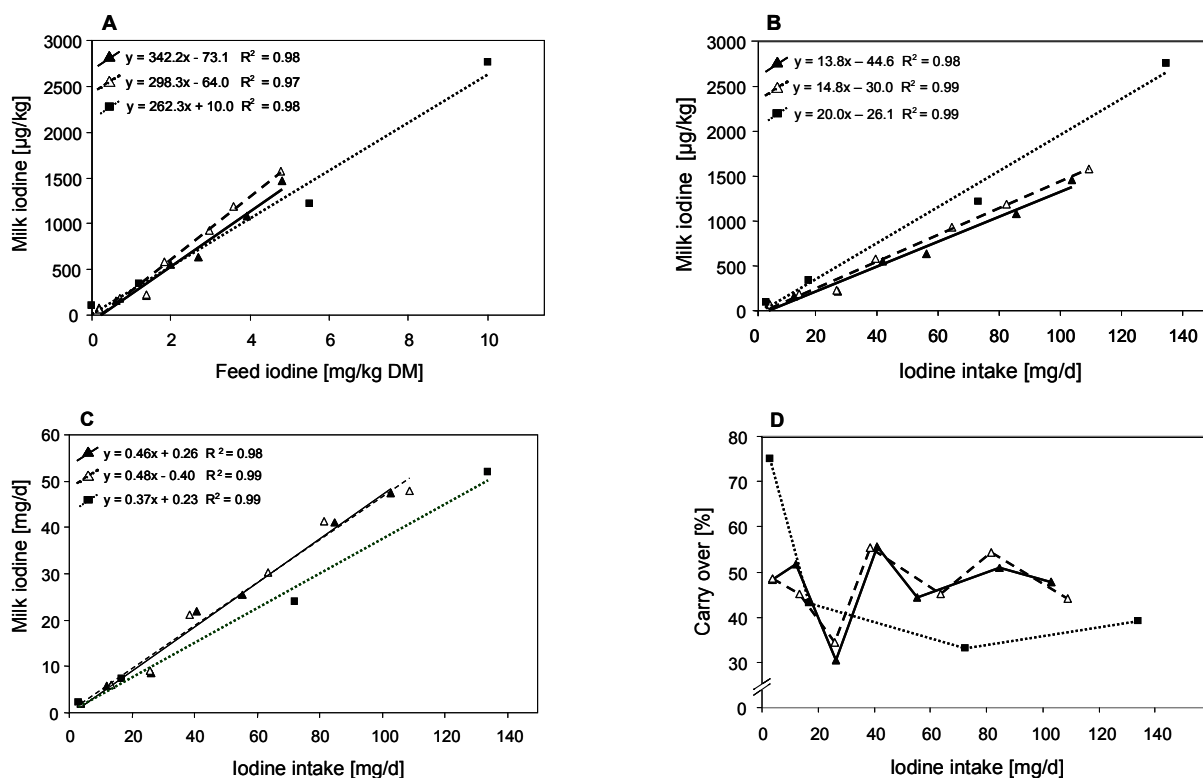 A
3000
2500
2000
1500
1000
500
0
y = 342.2x - 73.1 R² = 0.98
y = 298.3x - 64.0 R² = 0.97
y = 262.3x + 10.0 R² = 0.98
Milk iodine [µg/kg]
0 2 4 6 8 10
Feed iodine [mg/kg DM]
B
3000
2500
2000
1500
1000
500
0
y = 13.8x – 44.6 R² = 0.98
y = 14.8x – 30.0 R² = 0.99
y = 20.0x – 26.1 R² = 0.99
Milk iodine [µg/kg]
0 20 40 60 80 100 120 140
Iodine intake [mg/d]
C
60
50
40
30
20
10
0
y = 0.46x + 0.26 R² = 0.98
y = 0.48x - 0.40 R² = 0.99
y = 0.37x + 0.23 R² = 0.99
Milk iodine [mg/d]
0 20 40 60 80 100 120 140
Iodine intake [mg/d]
D
80
70
60
50
40
30
0
Carry over [%]
0 20 40 60 80 100 120 140
Iodine intake [mg/d]